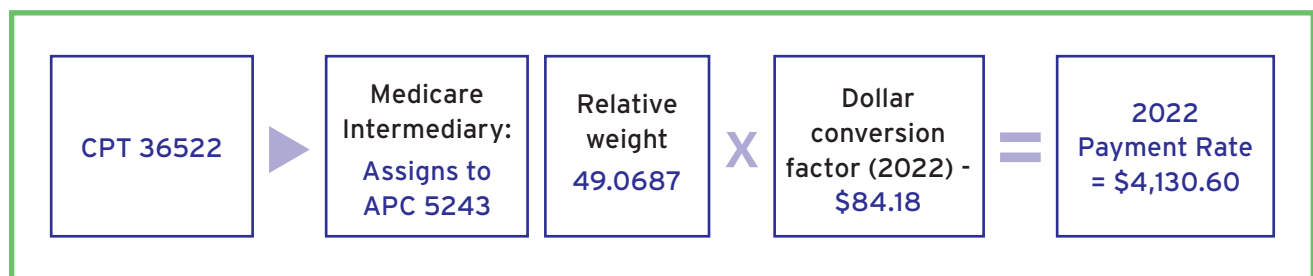 CPT 36522
Medicare
Intermediary:
Assigns to
APC 5243
Relative
weight
49.0687
X
Dollar
conversion
factor (2022) -
$84.18
=
2022
Payment Rate
= $4,130.60